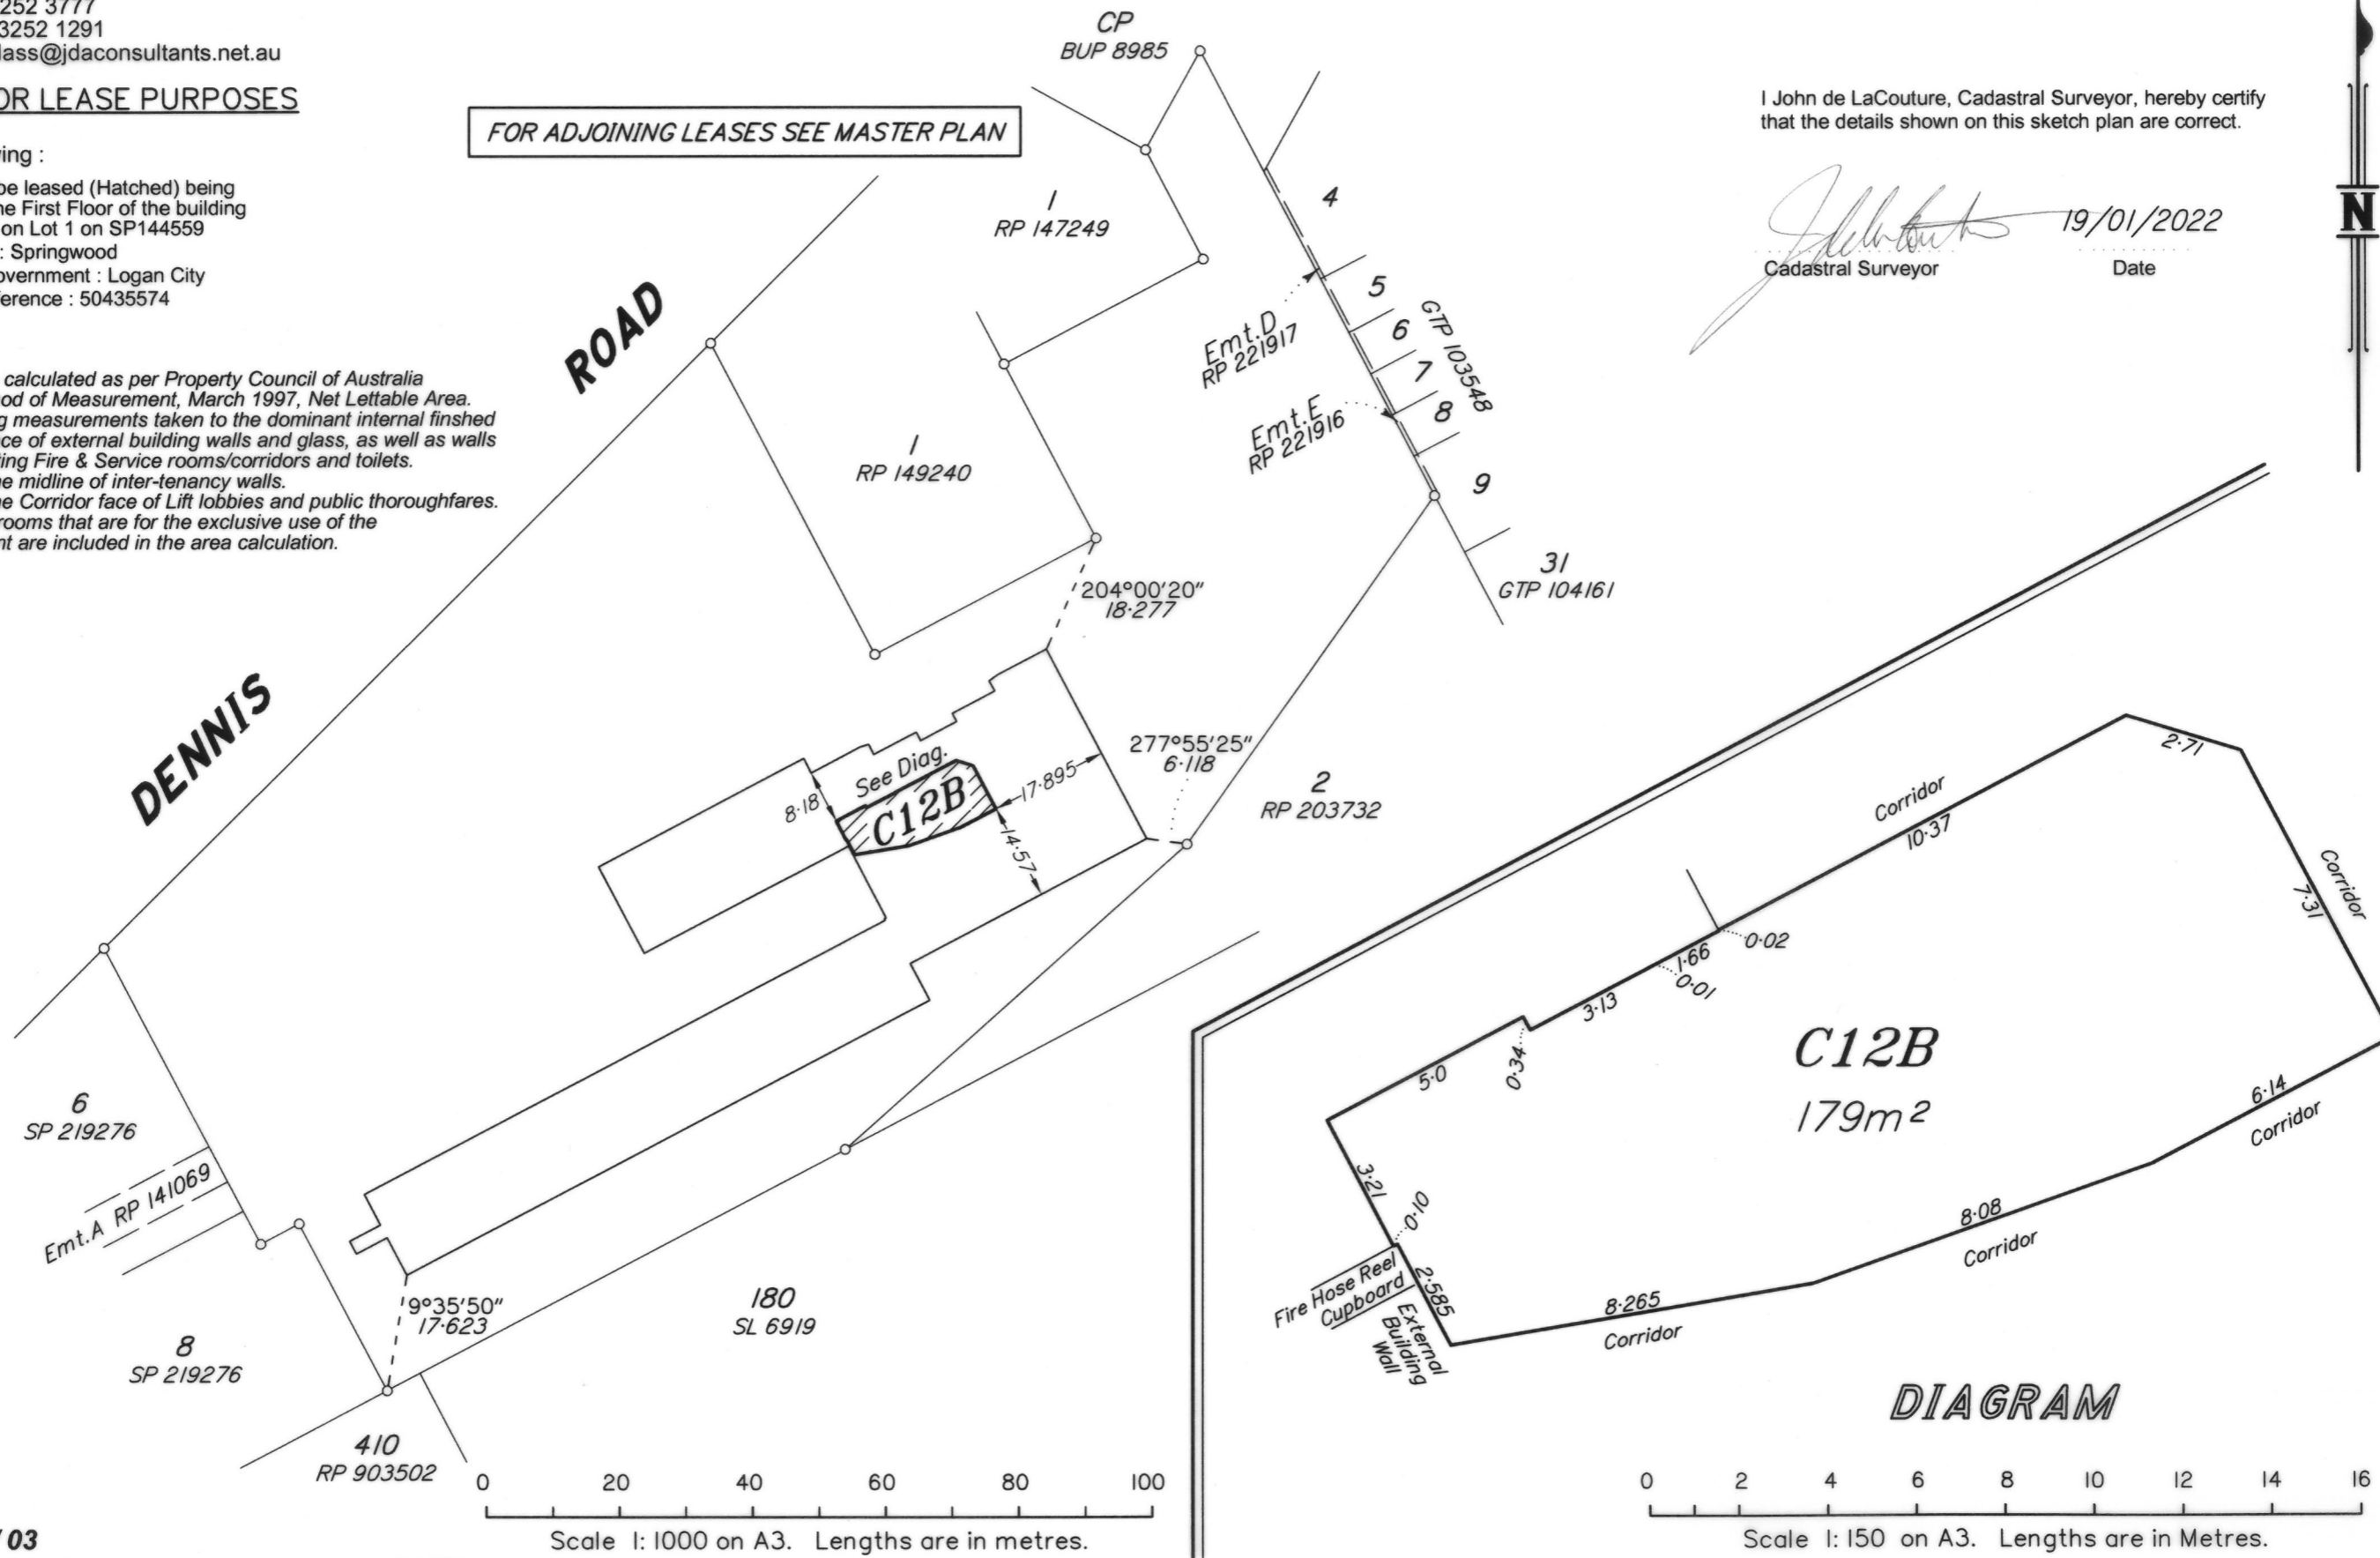 252 3777
3252 1291
lass@jdaconsultants.net.au
OR LEASE PURPOSES
ving :
be leased (Hatched) being
he First Floor of the building
on Lot 1 on SP144559
: Springwood
overnment : Logan City
erence : 50435574
calculated as per Property Council of Australia
od of Measurement, March 1997, Net Lettable Area.
g measurements taken to the dominant internal finshed
ce of external building walls and glass, as well as walls
ting Fire & Service rooms/corridors and toilets.
e midline of inter-tenancy walls.
e Corridor face of Lift lobbies and public thoroughfares.
rooms that are for the exclusive use of the
nt are included in the area calculation.
FOR ADJOINING LEASES SEE MASTER PLAN
CP
BUP 8985
I John de LaCouture, Cadastral Surveyor, hereby certify
that the details shown on this sketch plan are correct.
19/01/2022
Cadastral Surveyor
Date
N
1
RP 147249
4
5
6
7
8
9
GTP 103548
Emt.D
RP 221917
Emt.E
RP 221916
31
GTP 104161
DENNIS
ROAD
1
RP 149240
204°00'20"
18·277
277°55'25"
6·118
2
RP 203732
See Diag.
C12B
8·18
17·895
14·57
6
SP 219276
Emt.A RP 141069
8
SP 219276
9°35'50"
17·623
180
SL 6919
410
RP 903502
0 20 40 60 80 100
Scale 1: 1000 on A3. Lengths are in metres.
03
2·71
Corridor
10·37
Corridor
7·31
0·02
1·66
0·01
3·13
0·34
5·0
C12B
179m²
3·21
0·10
Fire Hose Reel
Cupboard
2·585
External
Building
Wall
8·265
Corridor
8·08
Corridor
6·14
Corridor
DIAGRAM
0 2 4 6 8 10 12 14 16
Scale 1: 150 on A3. Lengths are in Metres.